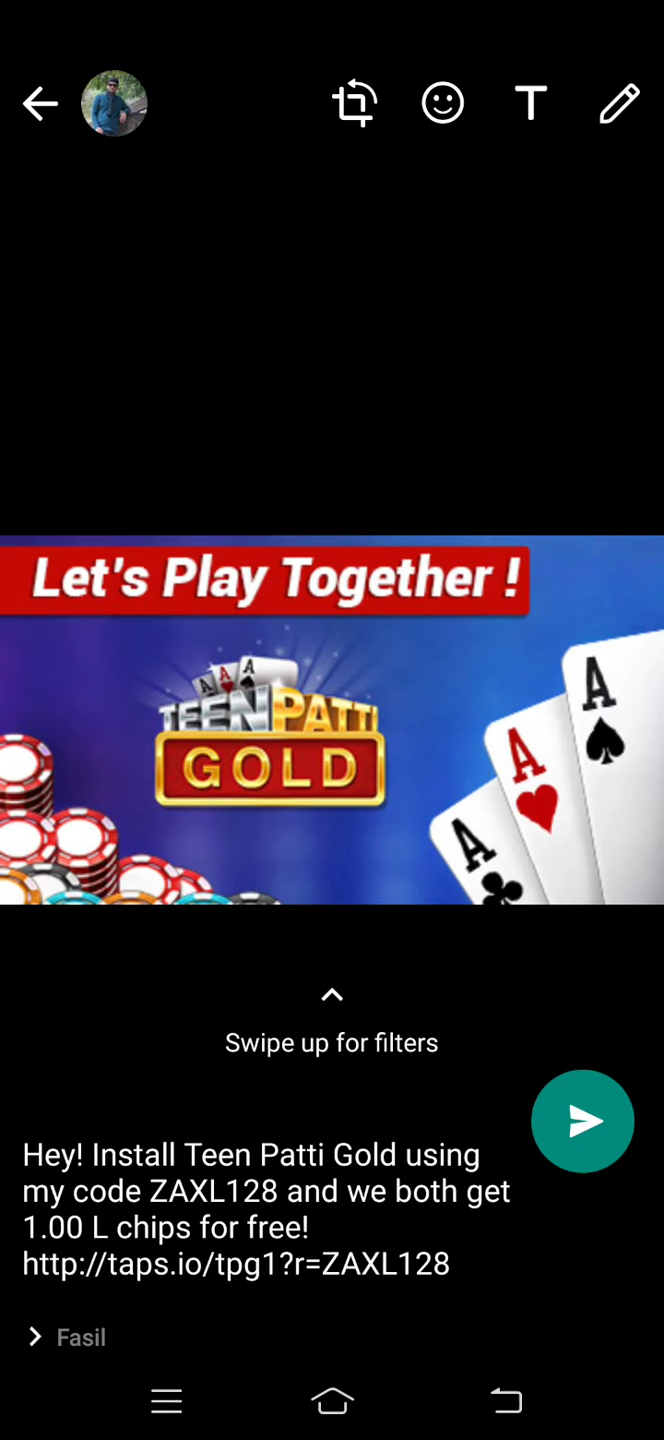 Let's Play Together !
A A A
TEEN PATTI
GOLD
A
A
A
Swipe up for filters
Hey! Install Teen Patti Gold using
my code ZAXL128 and we both get
1.00 L chips for free!
http://taps.io/tpg1?r=ZAXL128
Fasil